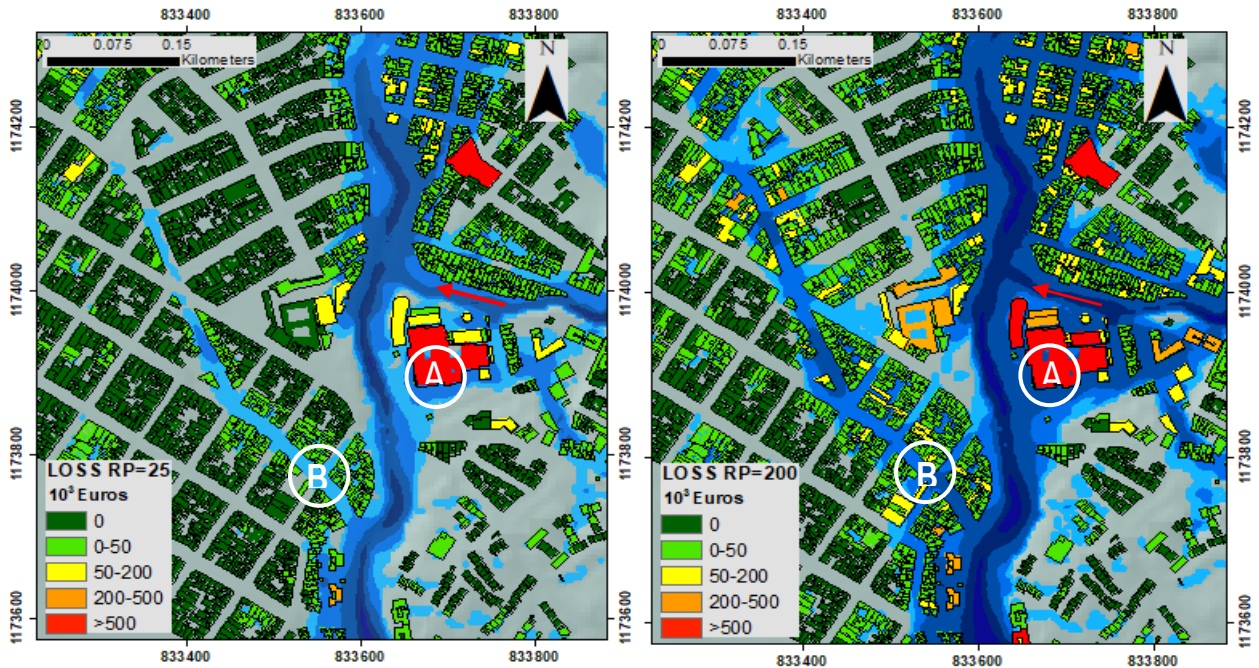 833400 833600 833800
0 0.075 0.15
Kilometers
N
1174200
1174000
1173800
1173600
A
B
LOSS RP=25
10³ Euros
0
0-50
50-200
200-500
>500
833400 833600 833800
833400 833600 833800
0 0.075 0.15
Kilometers
N
1174200
1174000
1173800
1173600
A
B
LOSS RP=200
10³ Euros
0
0-50
50-200
200-500
>500
833400 833600 833800